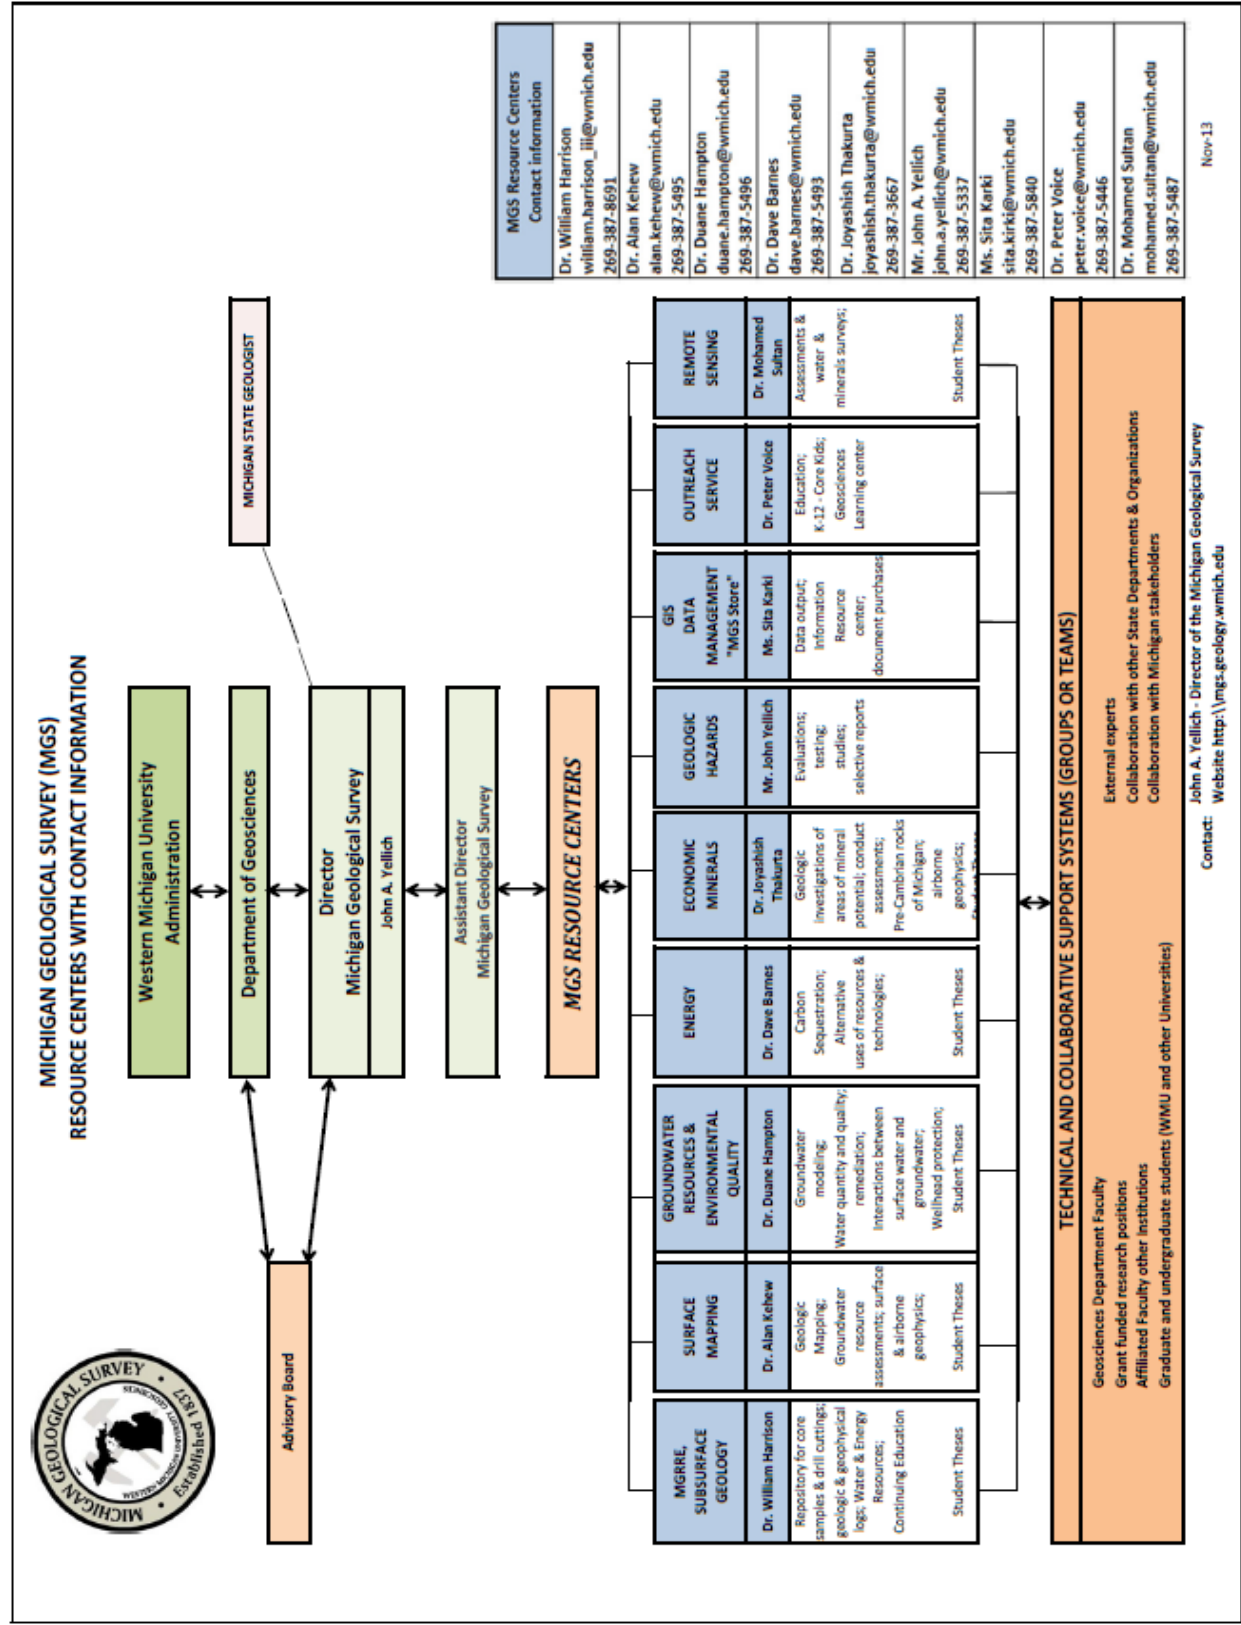 MICHIGAN GEOLOGICAL SURVEY (MGS)
RESOURCE CENTERS WITH CONTACT INFORMATION
MICHIGAN GEOLOGICAL SURVEY
Established 1837
WESTERN MICHIGAN UNIVERSITY GEOSCIENCES
Western Michigan University
Administration
Department of Geosciences
Advisory Board
MICHIGAN STATE GEOLOGIST
Director
Michigan Geological Survey
John A. Yellich
Assistant Director
Michigan Geological Survey
MGS RESOURCE CENTERS
MGS Resource Centers
Contact information
Dr. William Harrison
william.harrison_iii@wmich.edu
269-387-8691
Dr. Alan Kehew
alan.kehew@wmich.edu
269-387-5495
Dr. Duane Hampton
duane.hampton@wmich.edu
269-387-5496
Dr. Dave Barnes
dave.barnes@wmich.edu
269-387-5493
Dr. Joyashish Thakurta
joyashish.thakurta@wmich.edu
269-387-3667
Mr. John A. Yellich
john.a.yellich@wmich.edu
269-387-5337
Ms. Sita Karki
sita.kirki@wmich.edu
269-387-5840
Dr. Peter Voice
peter.voice@wmich.edu
269-387-5446
Dr. Mohamed Sultan
mohamed.sultan@wmich.edu
269-387-5487
MGRRE,
SUBSURFACE
GEOLOGY
Dr. William Harrison
Repository for core
samples & drill cuttings;
geologic & geophysical
logs; Water & Energy
Resources;
Continuing Education
Student Theses
SURFACE
MAPPING
Dr. Alan Kehew
Geologic
Mapping;
Groundwater
resource
assessments; surface
& airborne
geophysics;
Student Theses
GROUNDWATER
RESOURCES &
ENVIRONMENTAL
QUALITY
Dr. Duane Hampton
Groundwater
modeling;
Water quantity and quality;
remediation;
Interactions between
surface water and
groundwater;
Wellhead protection;
Student Theses
ENERGY
Dr. Dave Barnes
Carbon
Sequestration;
Alternative
uses of resources &
technologies;
Student Theses
ECONOMIC
MINERALS
Dr. Joyashish
Thakurta
Geologic
Investigations of
areas of mineral
potential; conduct
assessments;
Pre-Cambrian rocks
of Michigan;
airborne
geophysics;
GEOLOGIC
HAZARDS
Mr. John Yellich
Evaluations;
testing;
studies;
selective reports
GIS
DATA
MANAGEMENT
"MGS Store"
Ms. Sita Karki
Data output;
Information
Resource
center;
document purchases
OUTREACH
SERVICE
Dr. Peter Voice
Education;
K-12 - Core Kids;
Geosciences
Learning center
REMOTE
SENSING
Dr. Mohamed
Sultan
Assessments &
water &
minerals surveys;
Student Theses
TECHNICAL AND COLLABORATIVE SUPPORT SYSTEMS (GROUPS OR TEAMS)
Geosciences Department Faculty
Grant funded research positions
Affiliated Faculty other Institutions
Graduate and undergraduate students (WMU and other Universities)
External experts
Collaboration with other State Departments & Organizations
Collaboration with Michigan stakeholders
Contact: John A. Yellich - Director of the Michigan Geological Survey
Website http:\\mgs.geology.wmich.edu
Nov-13